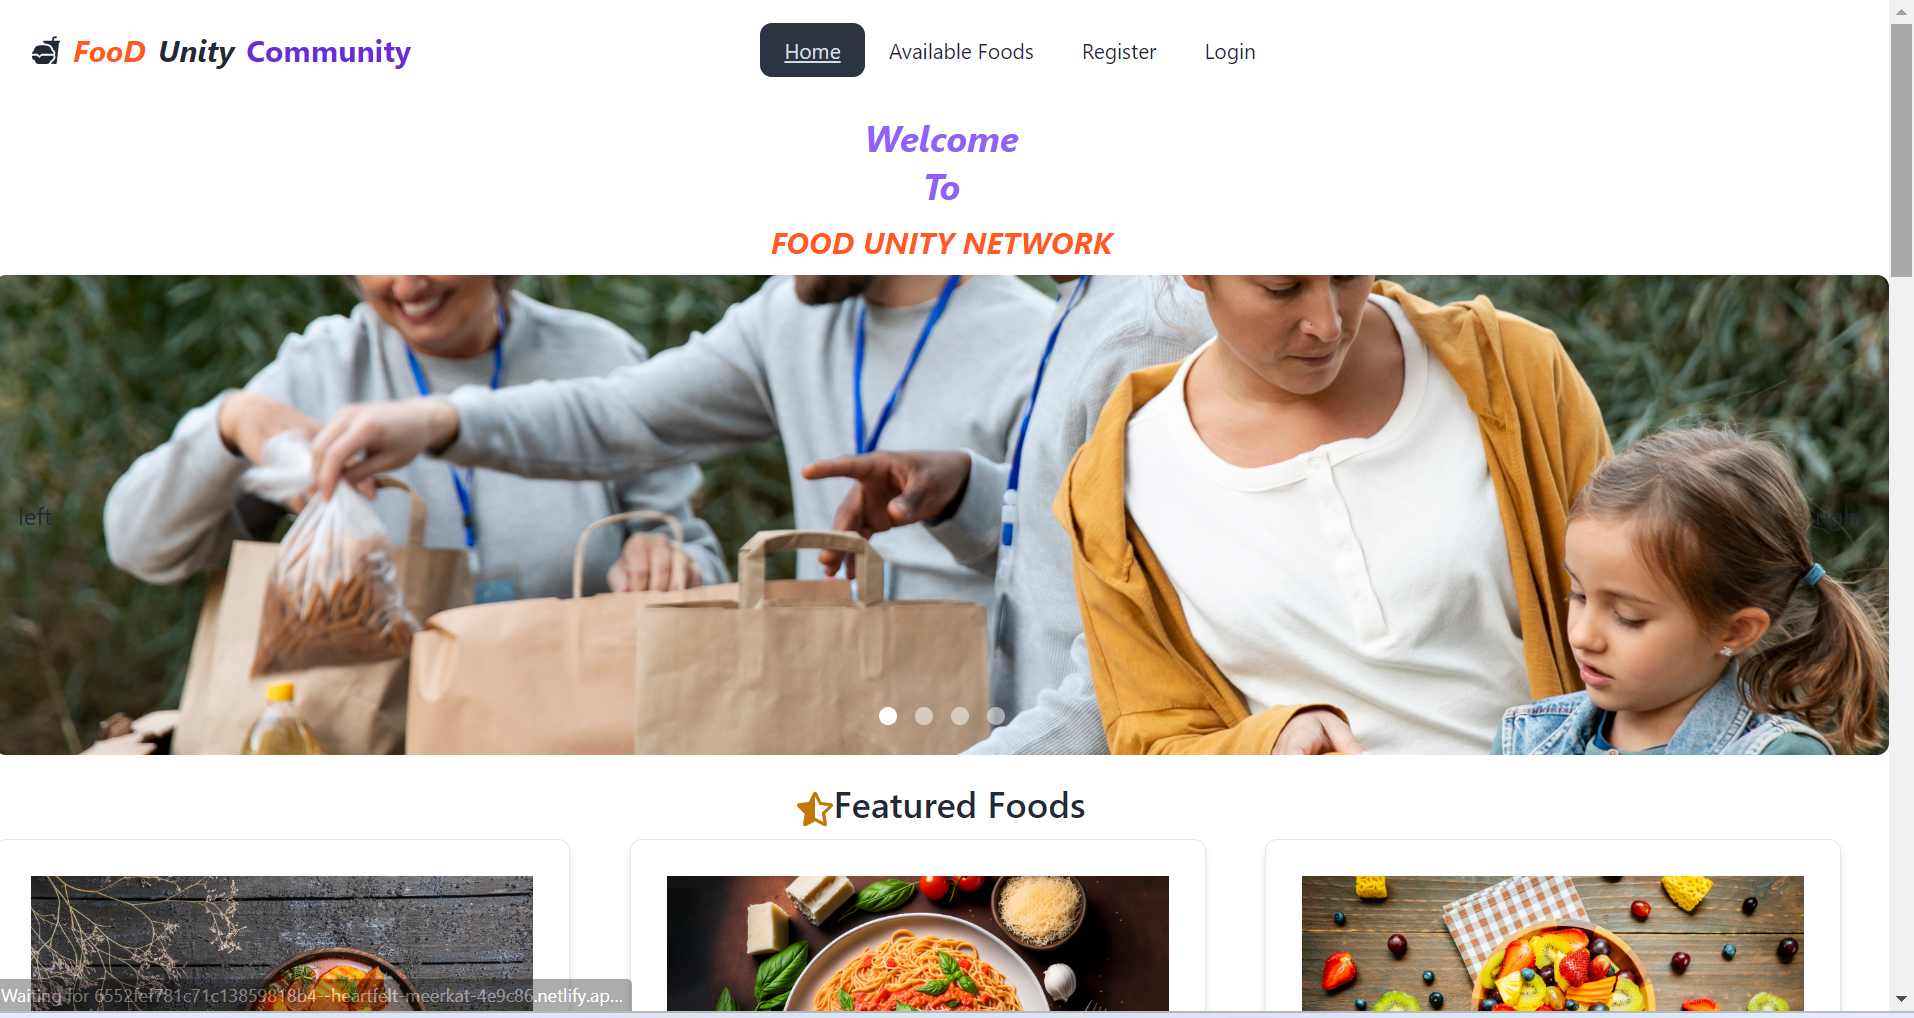 FooD Unity Community
Home Available Foods Register Login
Welcome
To
FOOD UNITY NETWORK
left right
Featured Foods
Waiting for 6552fef781c71c13859818b4--heartfelt-meerkat-4e9c86.netlify.ap...